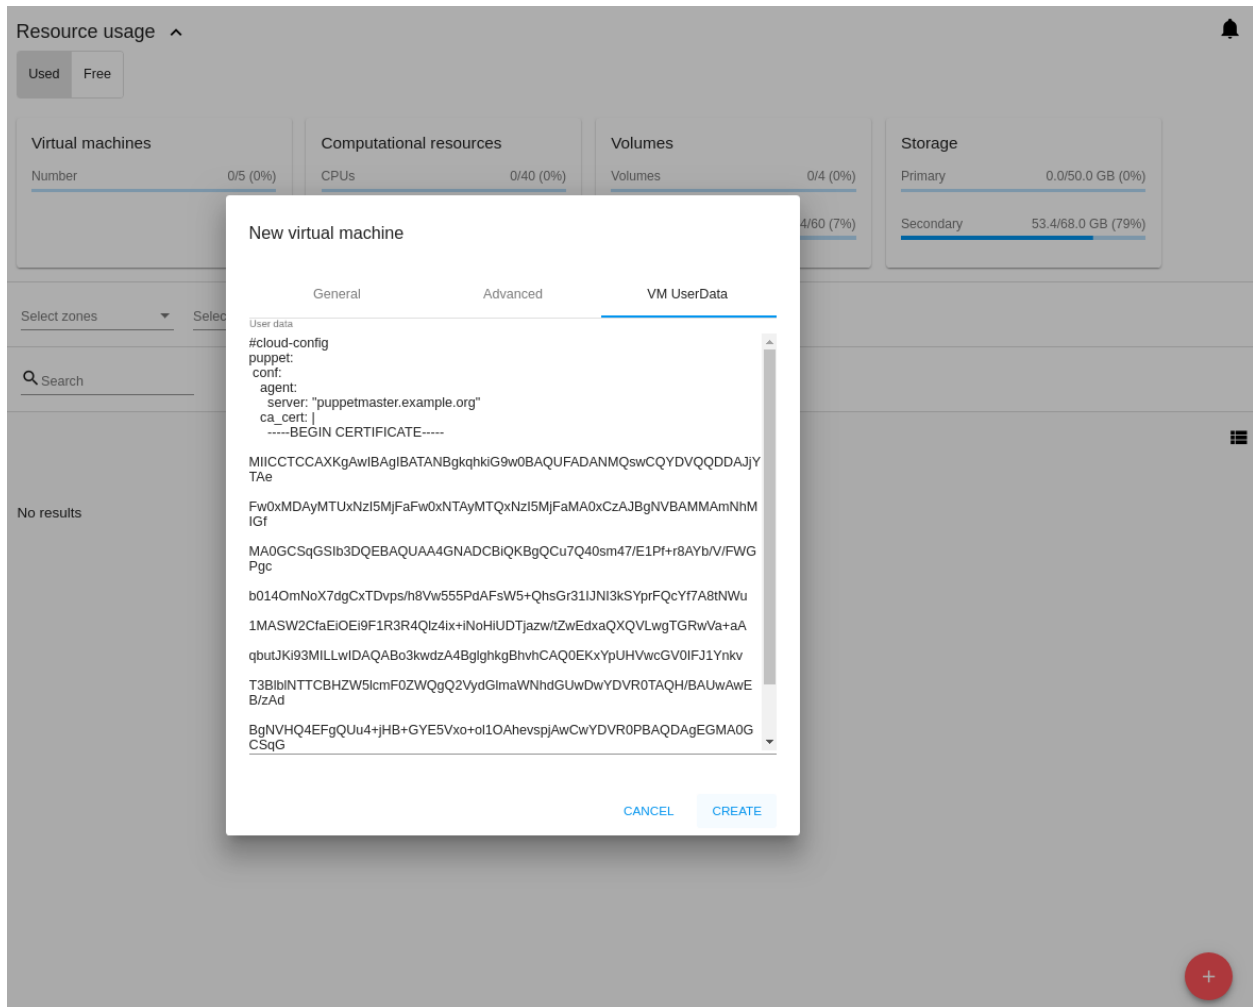 Resource usage
Used
Free
Virtual machines
Number 0/5 (0%)
Computational resources
CPUs 0/40 (0%)
Volumes
Volumes 0/4 (0%)
4/60 (7%)
Storage
Primary 0.0/50.0 GB (0%)
Secondary 53.4/68.0 GB (79%)
Select zones
Selec
Search
No results
New virtual machine
General
Advanced
VM UserData
User data
#cloud-config
puppet:
conf:
agent:
server: "puppetmaster.example.org"
ca_cert: |
-----BEGIN CERTIFICATE-----
MIICCTCCAXKgAwIBAgIBATANBgkqhkiG9w0BAQUFADANMQswCQYDVQQDDAJjY
TAe
Fw0xMDAyMTUxNzI5MjFaFw0xNTAyMTQxNzI5MjFaMA0xCzAJBgNVBAMMAmNhM
IGf
MA0GCSqGSIb3DQEBAQUAA4GNADCBiQKBgQCu7Q40sm47/E1Pf+r8AYb/V/FWG
Pgc
b014OmNoX7dgCxTDvps/h8Vw555PdAFsW5+QhsGr31IJNI3kSYprFQcYf7A8tNWu
1MASW2CfaEiOEi9F1R3R4Qlz4ix+iNoHiUDTjazw/tZwEdxaQXQVLwgTGRwVa+aA
qbutJKi93MILLwIDAQABo3kwdzA4BglghkgBhvhCAQ0EKxYpUHVwcGV0IFJ1Ynkv
T3BlblNTTCBHZW5lcmF0ZWQgQ2VydGlmaWNhdGUwDwYDVR0TAQH/BAUwAwE
B/zAd
BgNVHQ4EFgQUu4+jHB+GYE5Vxo+ol1OAhevspjAwCwYDVR0PBAQDAgEGMA0G
CSqG
CANCEL
CREATE